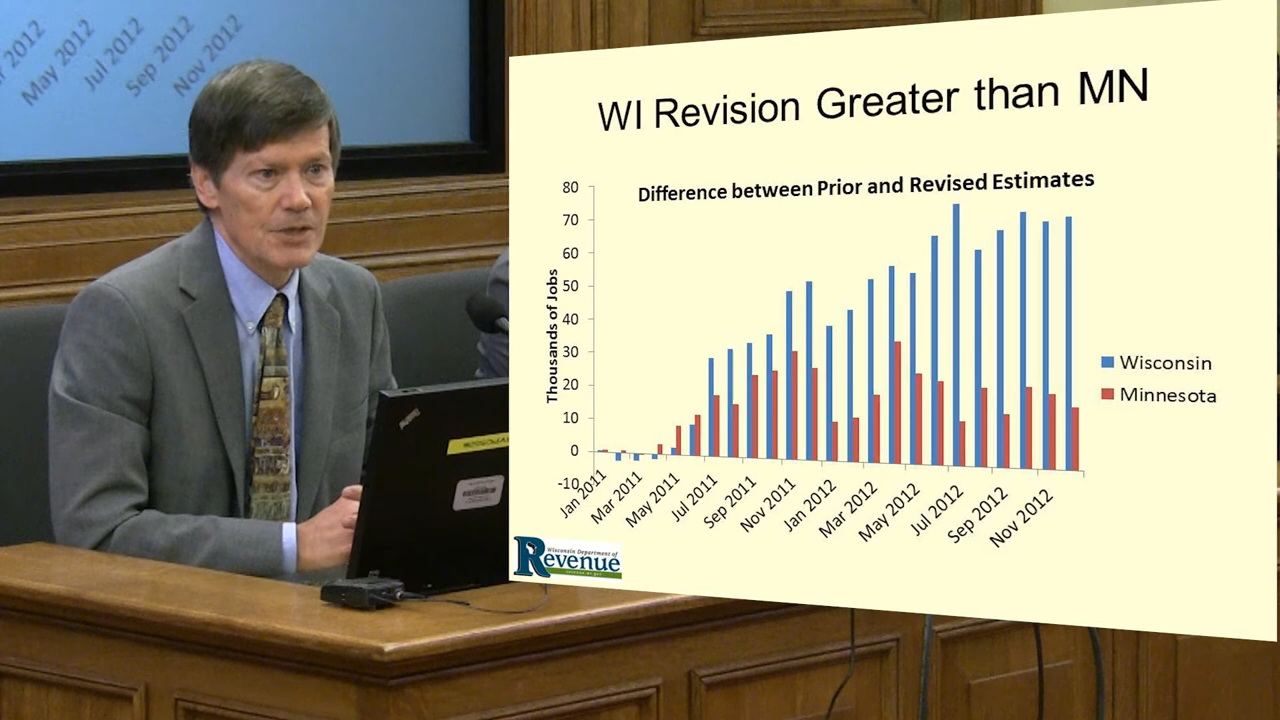 May 2012
Jul 2012
Sep 2012
Nov 2012
WI Revision Greater than MN
Difference between Prior and Revised Estimates
80
70
60
50
40
30
20
10
0
-10
Thousands of Jobs
Jan 2011
Mar 2011
May 2011
Jul 2011
Sep 2011
Nov 2011
Jan 2012
Mar 2012
May 2012
Jul 2012
Sep 2012
Nov 2012
Wisconsin
Minnesota
Wisconsin Department of
Revenue
ThinkPad